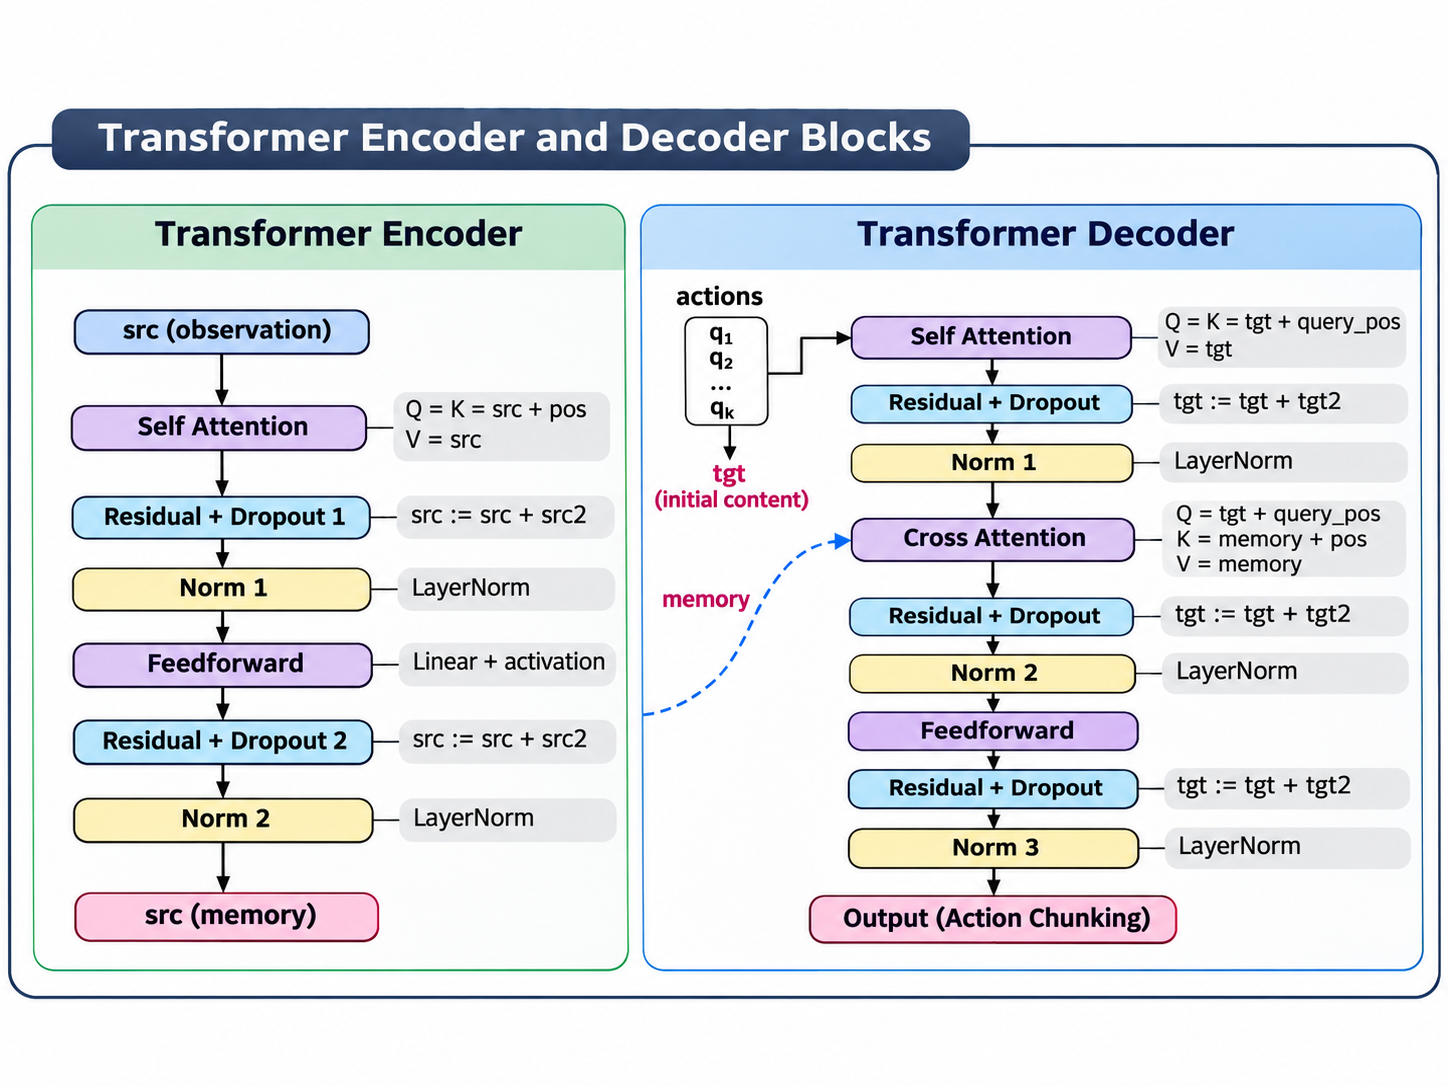 Transformer Encoder and Decoder Blocks
Transformer Encoder
src (observation)
Self Attention
Q = K = src + pos
V = src
Residual + Dropout 1
src := src + src2
Norm 1
LayerNorm
Feedforward
Linear + activation
Residual + Dropout 2
src := src + src2
Norm 2
LayerNorm
src (memory)
Transformer Decoder
actions
q₁
q₂
...
qₖ
tgt
(initial content)
memory
Self Attention
Q = K = tgt + query_pos
V = tgt
Residual + Dropout
tgt := tgt + tgt2
Norm 1
LayerNorm
Cross Attention
Q = tgt + query_pos
K = memory + pos
V = memory
Residual + Dropout
tgt := tgt + tgt2
Norm 2
LayerNorm
Feedforward
Residual + Dropout
tgt := tgt + tgt2
Norm 3
LayerNorm
Output (Action Chunking)